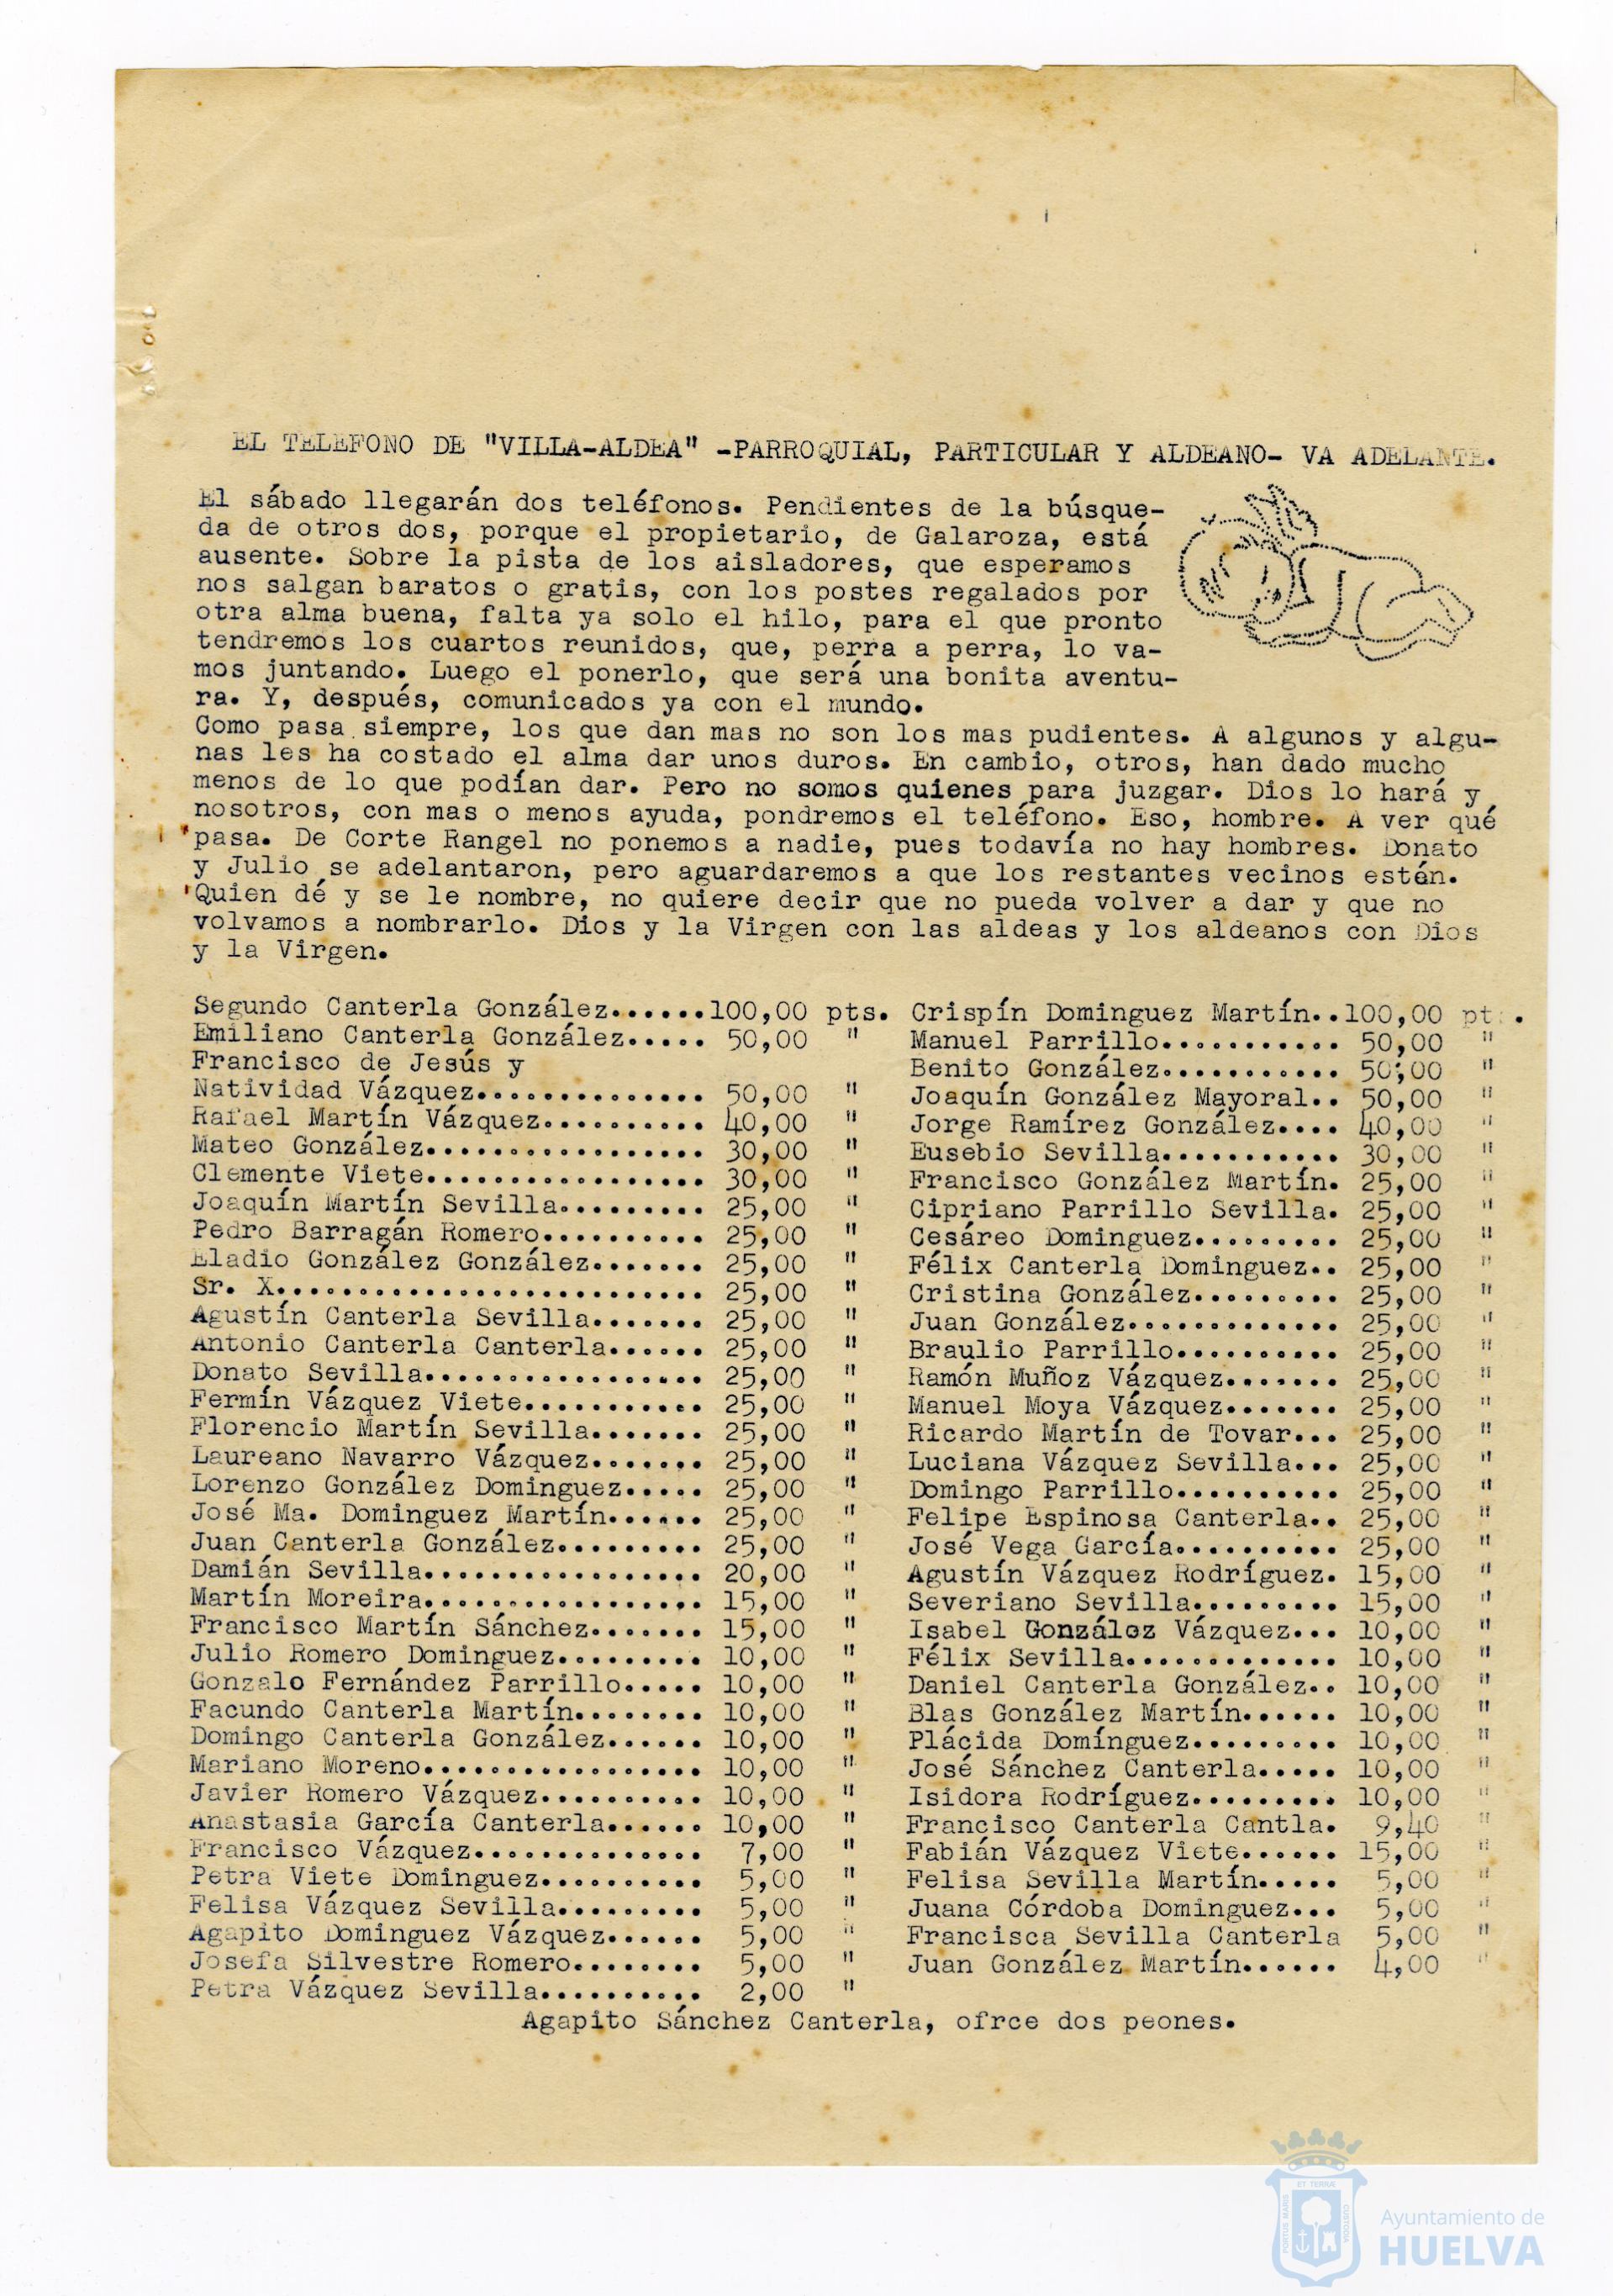 EL TELEFONO DE "VILLA-ALDEA" -PARROQUIAL, PARTICULAR Y ALDEANO- VA ADELANTE.
El sábado llegarán dos teléfonos. Pendientes de la búsque-
da de otros dos, porque el propietario, de Galaroza, está
ausente. Sobre la pista de los aisladores, que esperamos
nos salgan baratos o gratis, con los postes regalados por
otra alma buena, falta ya solo el hilo, para el que pronto
tendremos los cuartos reunidos, que, perra a perra, lo va-
mos juntando. Luego el ponerlo, que será una bonita aventu-
ra. Y, después, comunicados ya con el mundo.
Como pasa siempre, los que dan mas no son los mas pudientes. A algunos y algu-
nas les ha costado el alma dar unos duros. En cambio, otros, han dado mucho
menos de lo que podían dar. Pero no somos quienes para juzgar. Dios lo hará y
nosotros, con mas o menos ayuda, pondremos el teléfono. Eso, hombre. A ver qué
pasa. De Corte Rangel no ponemos a nadie, pues todavía no hay hombres. Donato
y Julio se adelantaron, pero aguardaremos a que los restantes vecinos estén.
Quien dé y se le nombre, no quiere decir que no pueda volver a dar y que no
volvamos a nombrarlo. Dios y la Virgen con las aldeas y los aldeanos con Dios
y la Virgen.
Segundo Canterla González......100,00 pts.
Emiliano Canterla González..... 50,00 "
Francisco de Jesús y
Natividad Vázquez.............. 50,00 "
Rafael Martín Vázquez.......... 40,00 "
Mateo González................. 30,00 "
Clemente Viete................. 30,00 "
Joaquín Martín Sevilla......... 25,00 "
Pedro Barragán Romero.......... 25,00 "
Eladio González González....... 25,00 "
Sr. X.......................... 25,00 "
Agustín Canterla Sevilla....... 25,00 "
Antonio Canterla Canterla...... 25,00 "
Donato Sevilla................. 25,00 "
Fermín Vázquez Viete........... 25,00 "
Florencio Martín Sevilla....... 25,00 "
Laureano Navarro Vázquez....... 25,00 "
Lorenzo González Dominguez..... 25,00 "
José Ma. Dominguez Martín...... 25,00 "
Juan Canterla González......... 25,00 "
Damián Sevilla................. 20,00 "
Martín Moreira................. 15,00 "
Francisco Martín Sánchez....... 15,00 "
Julio Romero Dominguez......... 10,00 "
Gonzalo Fernández Parrillo..... 10,00 "
Facundo Canterla Martín........ 10,00 "
Domingo Canterla González...... 10,00 "
Mariano Moreno................. 10,00 "
Javier Romero Vázquez.......... 10,00 "
Anastasia García Canterla...... 10,00 "
Francisco Vázquez.............. 7,00 "
Petra Viete Dominguez.......... 5,00 "
Felisa Vázquez Sevilla......... 5,00 "
Agapito Dominguez Vázquez...... 5,00 "
Josefa Silvestre Romero........ 5,00 "
Petra Vázquez Sevilla.......... 2,00 "
Crispín Dominguez Martín..100,00 pts.
Manuel Parrillo........... 50,00 "
Benito González........... 50,00 "
Joaquín González Mayoral.. 50,00 "
Jorge Ramírez González.... 40,00 "
Eusebio Sevilla........... 30,00 "
Francisco González Martín. 25,00 "
Cipriano Parrillo Sevilla. 25,00 "
Cesáreo Dominguez......... 25,00 "
Félix Canterla Dominguez.. 25,00 "
Cristina González......... 25,00 "
Juan González............. 25,00 "
Braulio Parrillo.......... 25,00 "
Ramón Muñoz Vázquez....... 25,00 "
Manuel Moya Vázquez....... 25,00 "
Ricardo Martín de Tovar... 25,00 "
Luciana Vázquez Sevilla... 25,00 "
Domingo Parrillo.......... 25,00 "
Felipe Espinosa Canterla.. 25,00 "
José Vega García.......... 25,00 "
Agustín Vázquez Rodríguez. 15,00 "
Severiano Sevilla......... 15,00 "
Isabel González Vázquez... 10,00 "
Félix Sevilla............. 10,00 "
Daniel Canterla González.. 10,00 "
Blas González Martín...... 10,00 "
Plácida Domínguez......... 10,00 "
José Sánchez Canterla..... 10,00 "
Isidora Rodríguez......... 10,00 "
Francisco Canterla Cantla. 9,40 "
Fabián Vázquez Viete...... 15,00 "
Felisa Sevilla Martín..... 5,00 "
Juana Córdoba Dominguez... 5,00 "
Francisca Sevilla Canterla 5,00 "
Juan González Martín...... 4,00 "
Agapito Sánchez Canterla, ofrce dos peones.
PORTUS MARIS ET TERRÆ CUSTODIA
Ayuntamiento de
HUELVA